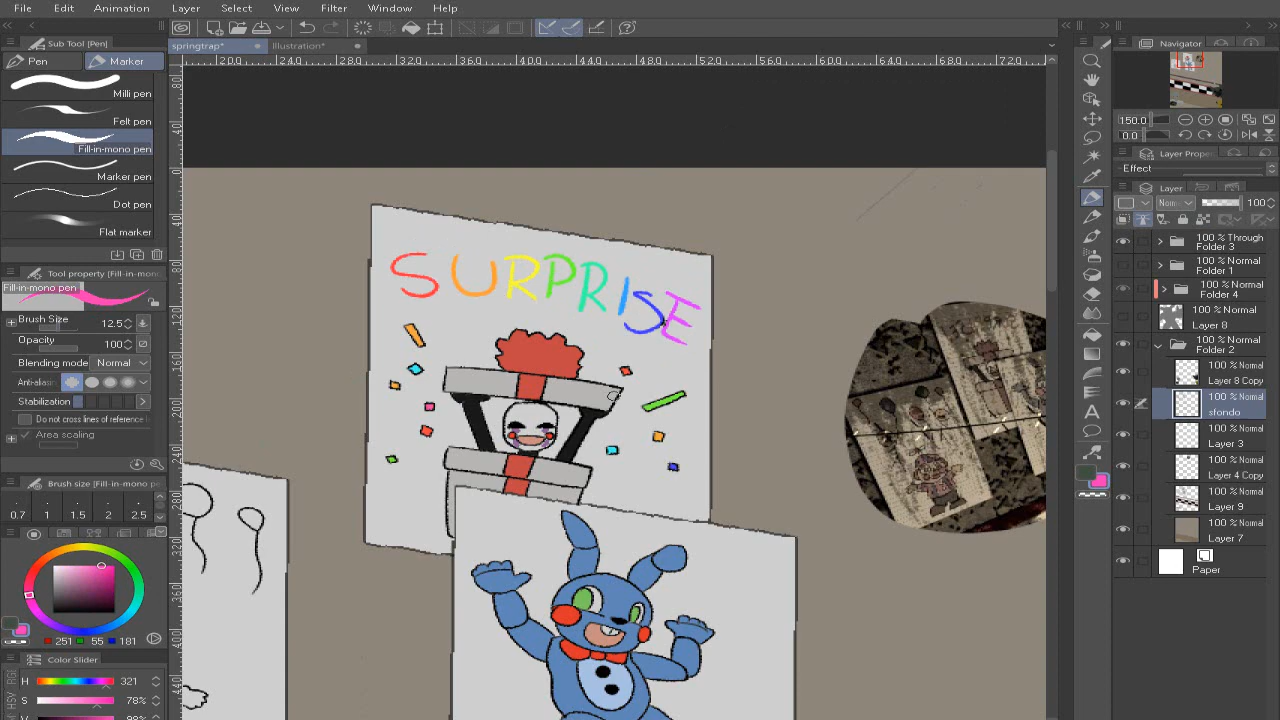 File Edit Animation Layer Select View Filter Window Help
Sub Tool [Pen]
Pen Marker
Milli pen
Felt pen
Fill-in-mono pen
Marker pen
Dot pen
Flat marker
Tool property [Fill-in-mono
Fill-in-mono pen
Brush Size 12.5
Opacity 100
Blending mode Normal
Anti-aliasing
Stabilization
Do not cross lines of reference
Area scaling
Brush size [Fill-in-mono pe
0.7 1 1.5 2 2.5
251 55 181
Color Slider
H 321
S 78%
V 98%
springtrap* Illustration*
SURPRISE
Navigator
150.0
0.0
Layer Prope
Effect
Layer
Norm 100
100 % Through
Folder 3
100 % Normal
Folder 1
100 % Normal
Folder 4
100 % Normal
Layer 8
100 % Normal
Folder 2
100 % Normal
Layer 8 Copy
100 % Normal
sfondo
100 % Normal
Layer 3
100 % Normal
Layer 4 Copy
100 % Normal
Layer 9
100 % Normal
Layer 7
Paper